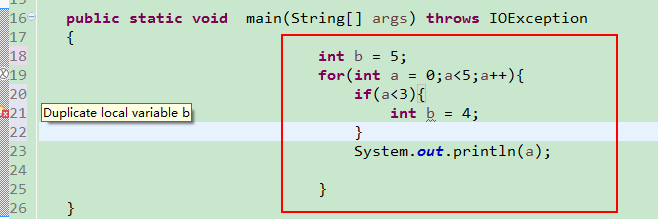 16 public static void main(String[] args) throws IOException
17 {
18 int b = 5;
19 for(int a = 0;a<5;a++){
20 if(a<3){
21 Duplicate local variable b int b = 4;
22 }
23 System.out.println(a);
24
25 }
26 }